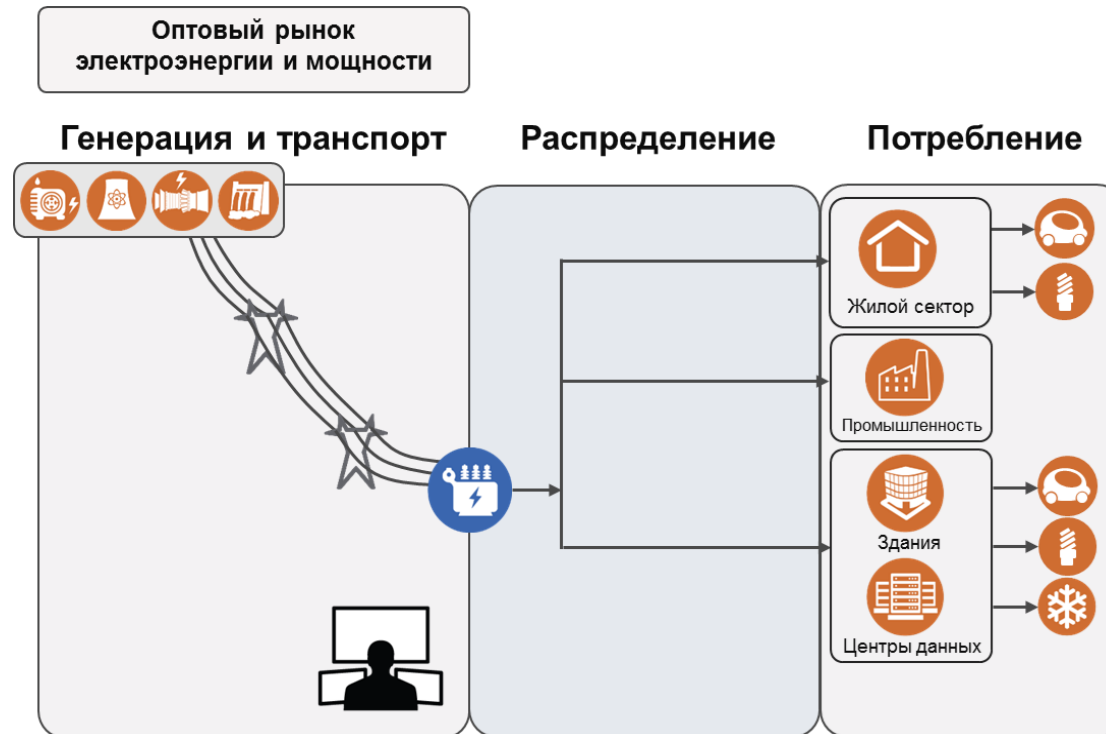 Оптовый рынок
электроэнергии и мощности
Генерация и транспорт
Распределение
Потребление
Жилой сектор
Промышленность
Здания
Центры данных